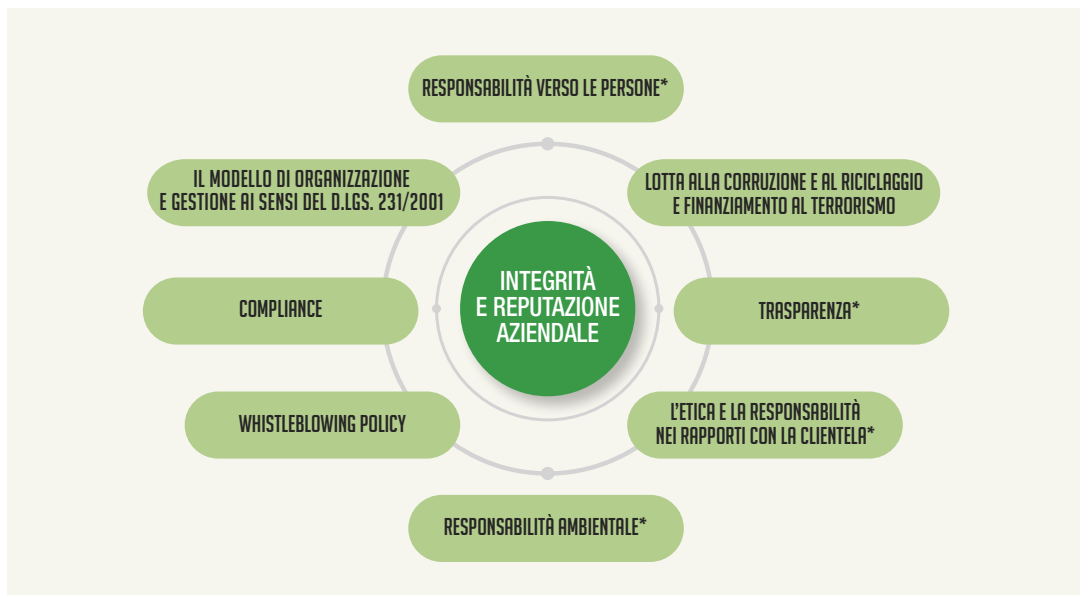 RESPONSABILITÀ VERSO LE PERSONE*
IL MODELLO DI ORGANIZZAZIONE
E GESTIONE AI SENSI DEL D.LGS. 231/2001
LOTTA ALLA CORRUZIONE E AL RICICLAGGIO
E FINANZIAMENTO AL TERRORISMO
COMPLIANCE
INTEGRITÀ
E REPUTAZIONE
AZIENDALE
TRASPARENZA*
WHISTLEBLOWING POLICY
L'ETICA E LA RESPONSABILITÀ
NEI RAPPORTI CON LA CLIENTELA*
RESPONSABILITÀ AMBIENTALE*